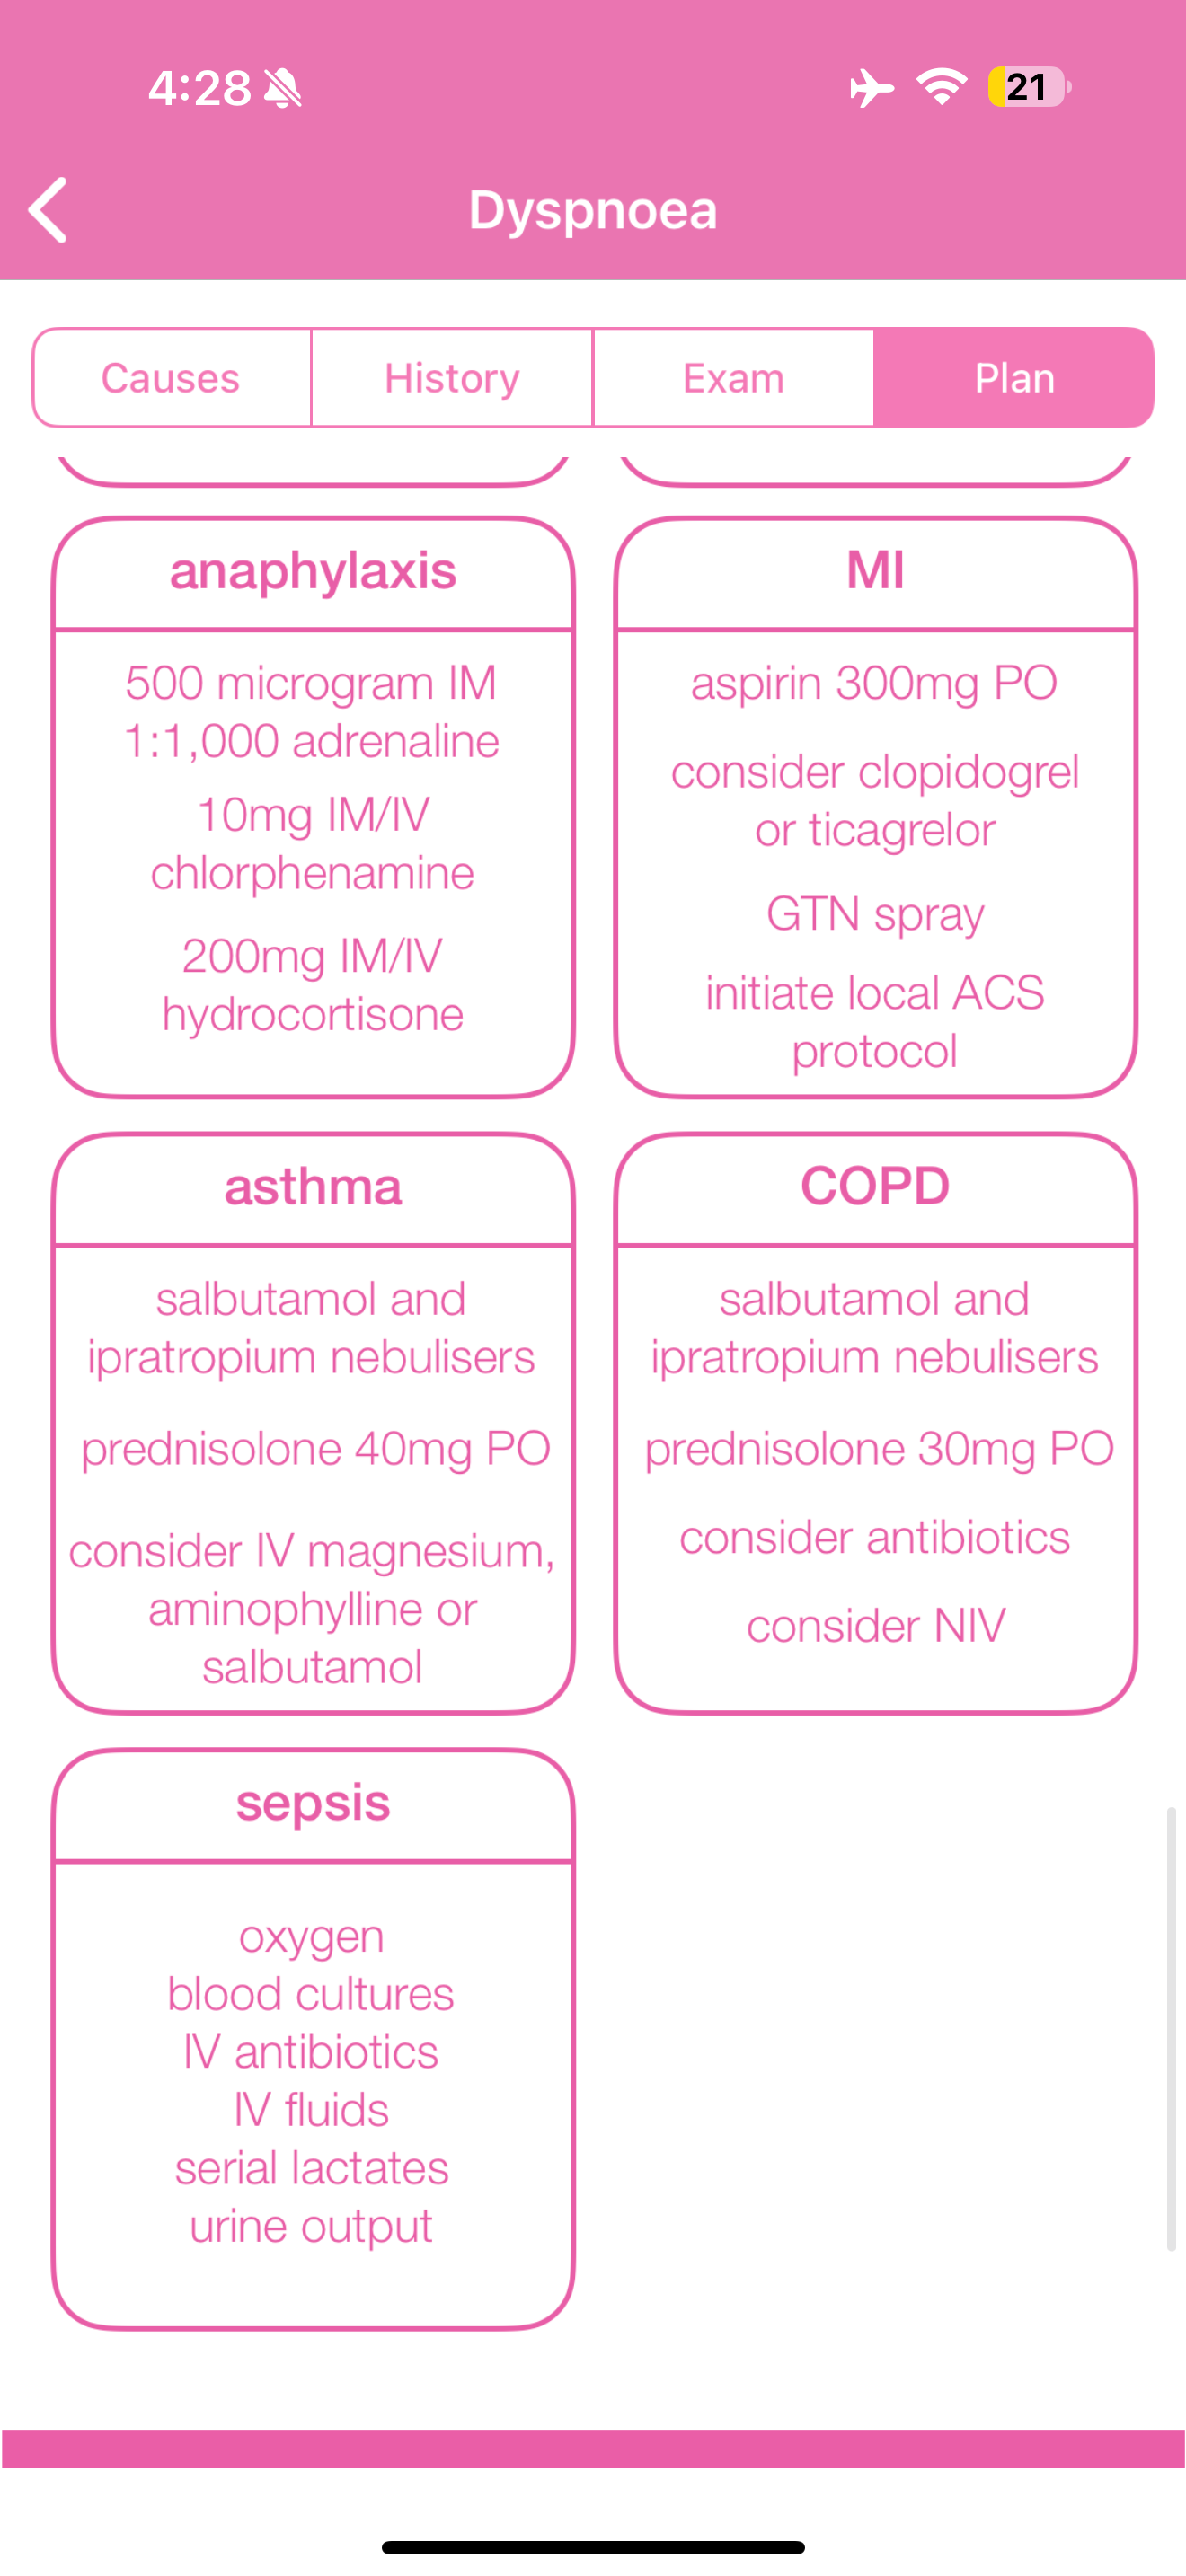 4:28
21
Dyspnoea
Causes
History
Exam
Plan
anaphylaxis
500 microgram IM
1:1,000 adrenaline
10mg IM/IV
chlorphenamine
200mg IM/IV
hydrocortisone
MI
aspirin 300mg PO
consider clopidogrel
or ticagrelor
GTN spray
initiate local ACS
protocol
asthma
salbutamol and
ipratropium nebulisers
prednisolone 40mg PO
consider IV magnesium,
aminophylline or
salbutamol
COPD
salbutamol and
ipratropium nebulisers
prednisolone 30mg PO
consider antibiotics
consider NIV
sepsis
oxygen
blood cultures
IV antibiotics
IV fluids
serial lactates
urine output